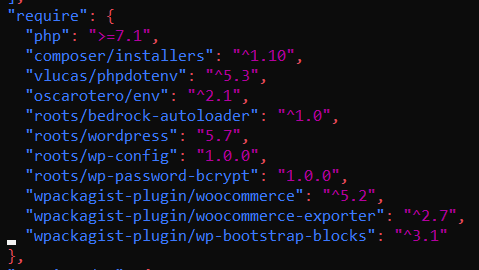 "require": {
"php": ">=7.1",
"composer/installers": "^1.10",
"vlucas/phpdotenv": "^5.3",
"oscarotero/env": "^2.1",
"roots/bedrock-autoloader": "^1.0",
"roots/wordpress": "5.7",
"roots/wp-config": "1.0.0",
"roots/wp-password-bcrypt": "1.0.0",
"wpackagist-plugin/woocommerce": "^5.2",
"wpackagist-plugin/woocommerce-exporter": "^2.7",
"wpackagist-plugin/wp-bootstrap-blocks": "^3.1"
},